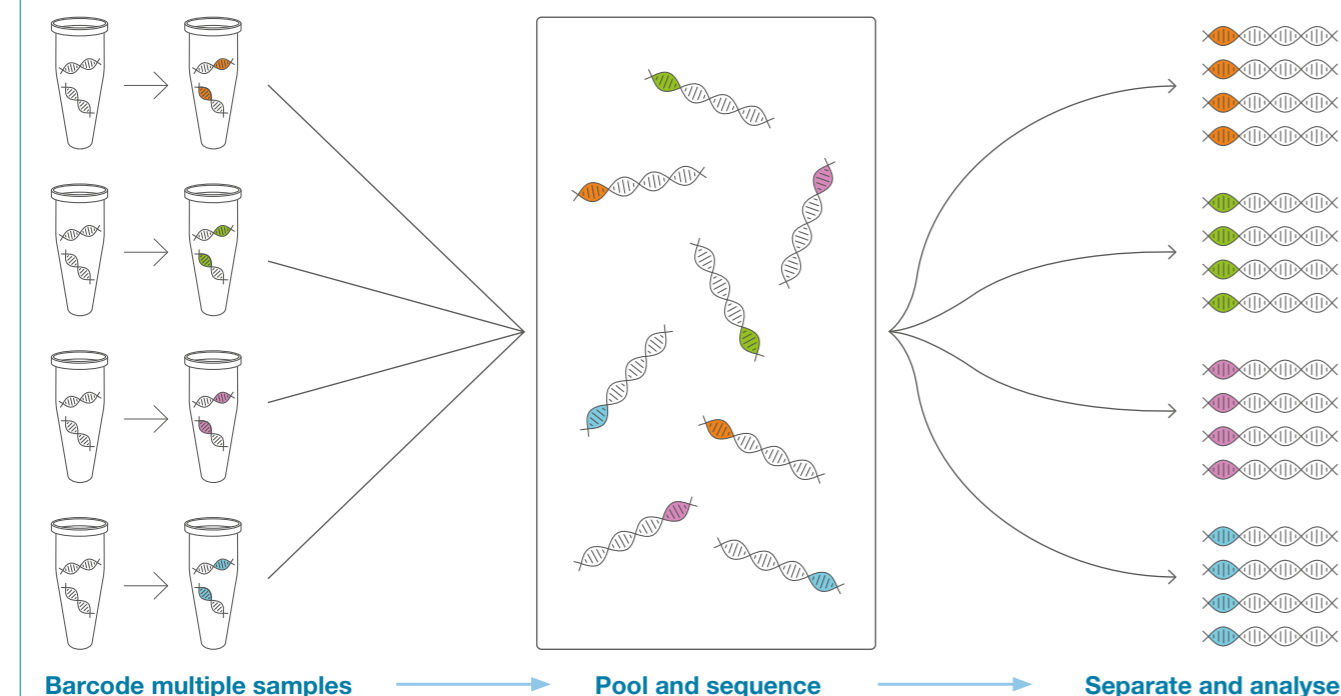 Barcode multiple samples
Pool and sequence
Separate and analyse